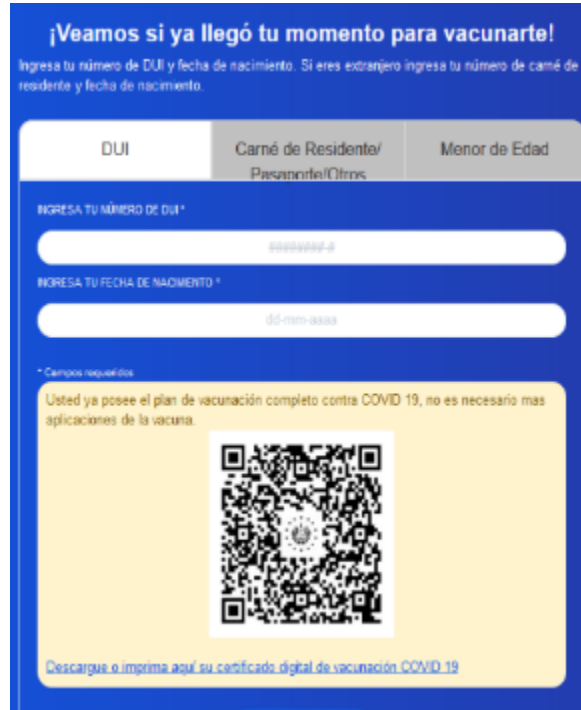 ¡Veamos si ya llegó tu momento para vacunarte!
Ingresa tu número de DUI y fecha de nacimiento. Si eres extranjero ingresa tu número de carné de
residente y fecha de nacimiento.
DUI
Carné de Residente/
Pasaporte/Otros
Menor de Edad
INGRESA TU NÚMERO DE DUI *
########-#
INGRESA TU FECHA DE NACIMIENTO *
dd-mm-aaaa
* Campos requeridos
Usted ya posee el plan de vacunación completo contra COVID 19, no es necesario mas
aplicaciones de la vacuna.
Descargue o imprima aquí su certificado digital de vacunación COVID 19